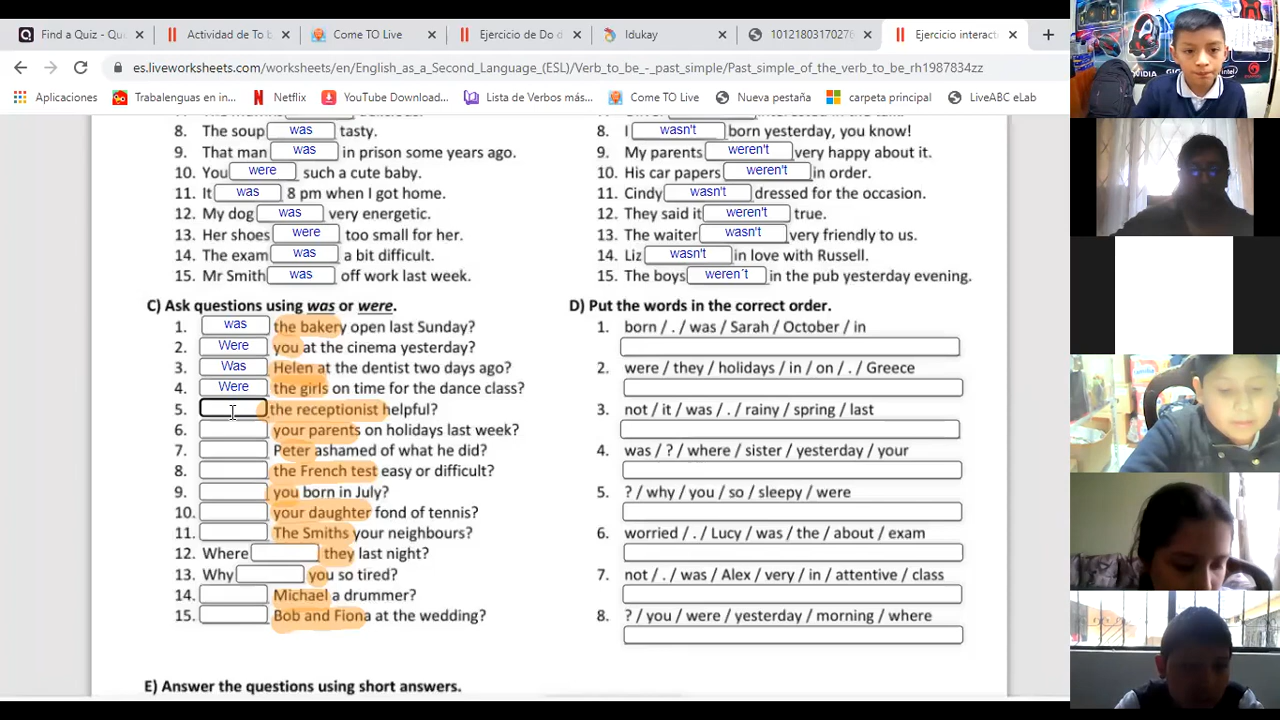 Find a Quiz - Qu
Actividad de To b
Come TO Live
Ejercicio de D
Idukay
1012180317027
Ejercicio interact
es.liveworksheets.com/worksheets/en/English_as_a_Second_Language_(ESL)/Verb_to_be_-_past_simple/Past_simple_of_the_verb_to_be_rh1987834zz
Aplicaciones
Trabalenguas en in...
Netflix
YouTube Download...
Lista de Verbos más...
Come TO Live
Nueva pestaña
carpeta principal
LiveABC eLab
8. The soup was tasty.
9. That man was in prison some years ago.
10. You were such a cute baby.
11. It was 8 pm when I got home.
12. My dog was very energetic.
13. Her shoes were too small for her.
14. The exam was a bit difficult.
15. Mr Smith was off work last week.
8. I wasn't born yesterday, you know!
9. My parents weren't very happy about it.
10. His car papers weren't in order.
11. Cindy wasn't dressed for the occasion.
12. They said it weren't true.
13. The waiter wasn't very friendly to us.
14. Liz wasn't in love with Russell.
15. The boys weren´t in the pub yesterday evening.
C) Ask questions using was or were.
1. was the bakery open last Sunday?
2. Were you at the cinema yesterday?
3. Was Helen at the dentist two days ago?
4. Were the girls on time for the dance class?
5. the receptionist helpful?
6. your parents on holidays last week?
7. Peter ashamed of what he did?
8. the French test easy or difficult?
9. you born in July?
10. your daughter fond of tennis?
11. The Smiths your neighbours?
12. Where they last night?
13. Why you so tired?
14. Michael a drummer?
15. Bob and Fiona at the wedding?
D) Put the words in the correct order.
1. born / . / was / Sarah / October / in
2. were / they / holidays / in / on / . / Greece
3. not / it / was / . / rainy / spring / last
4. was / ? / where / sister / yesterday / your
5. ? / why / you / so / sleepy / were
6. worried / . / Lucy / was / the / about / exam
7. not / . / was / Alex / very / in / attentive / class
8. ? / you / were / yesterday / morning / where
E) Answer the questions using short answers.